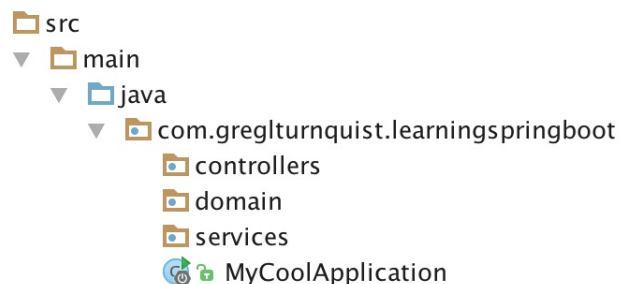 src
main
java
com.greglturnquist.learningspringboot
controllers
domain
services
MyCoolApplication